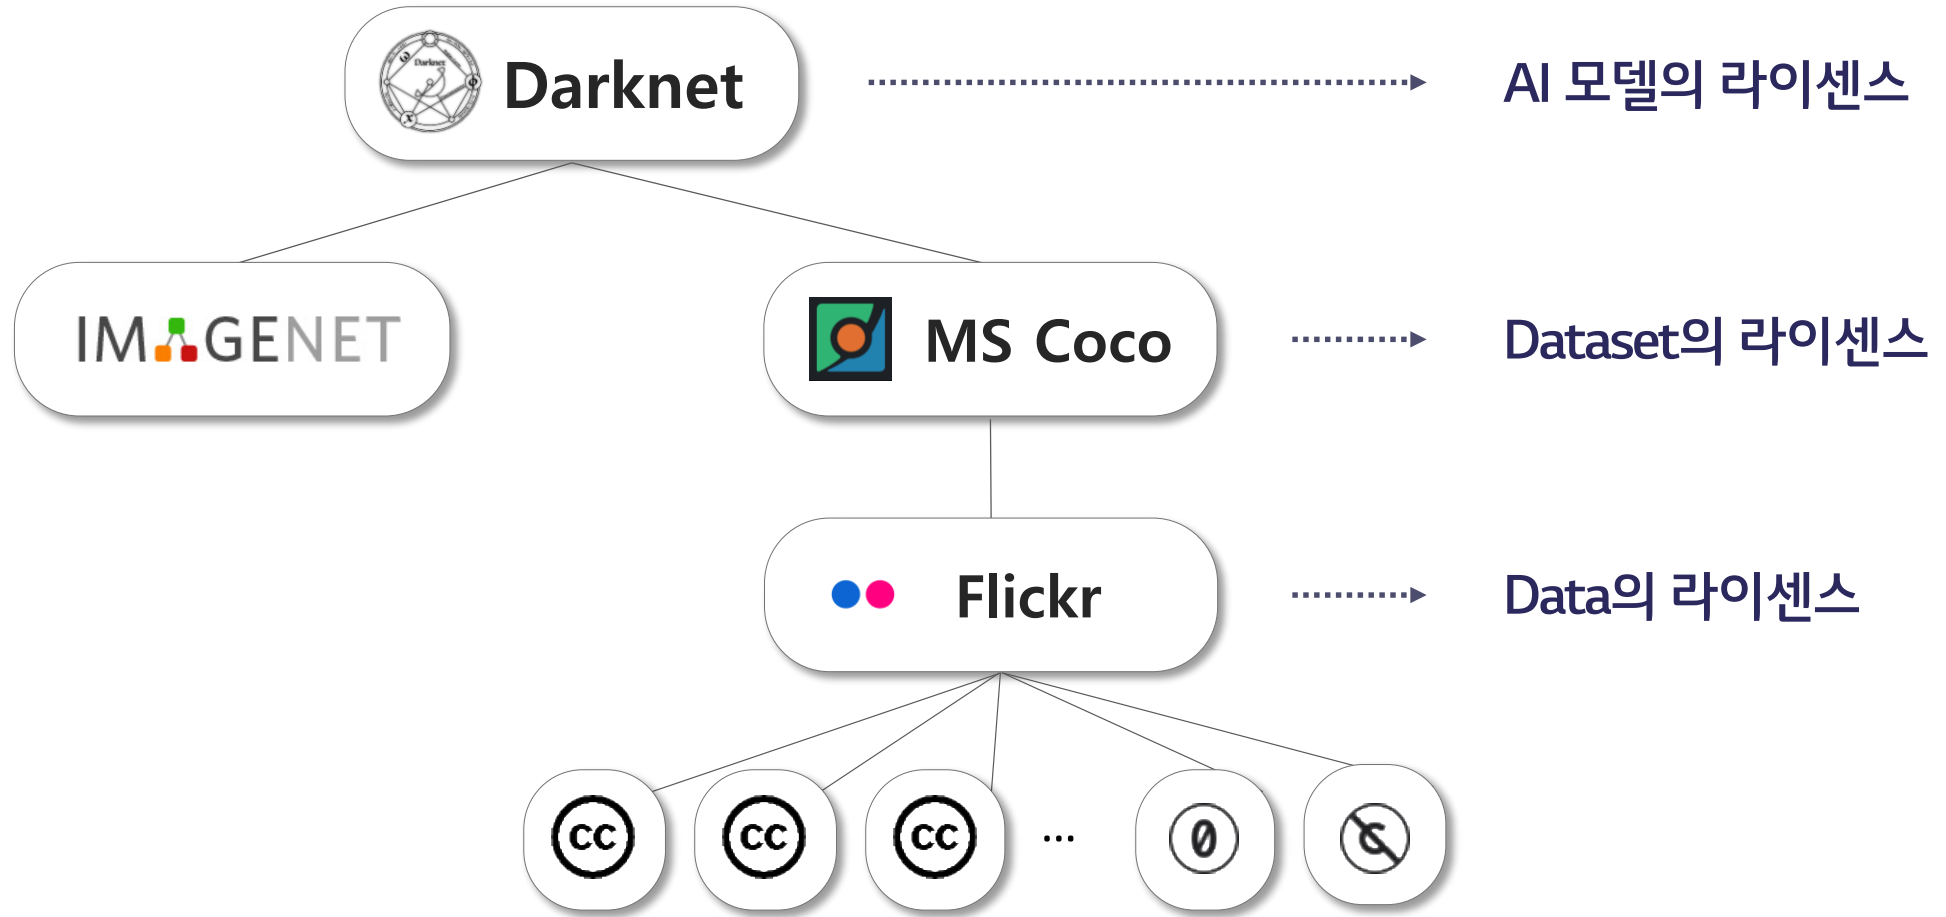 Darknet
Darknet
AI 모델의 라이센스
IMAGENET
MS Coco
Dataset의 라이센스
Flickr
Data의 라이센스
cc
cc
cc
...
0
C